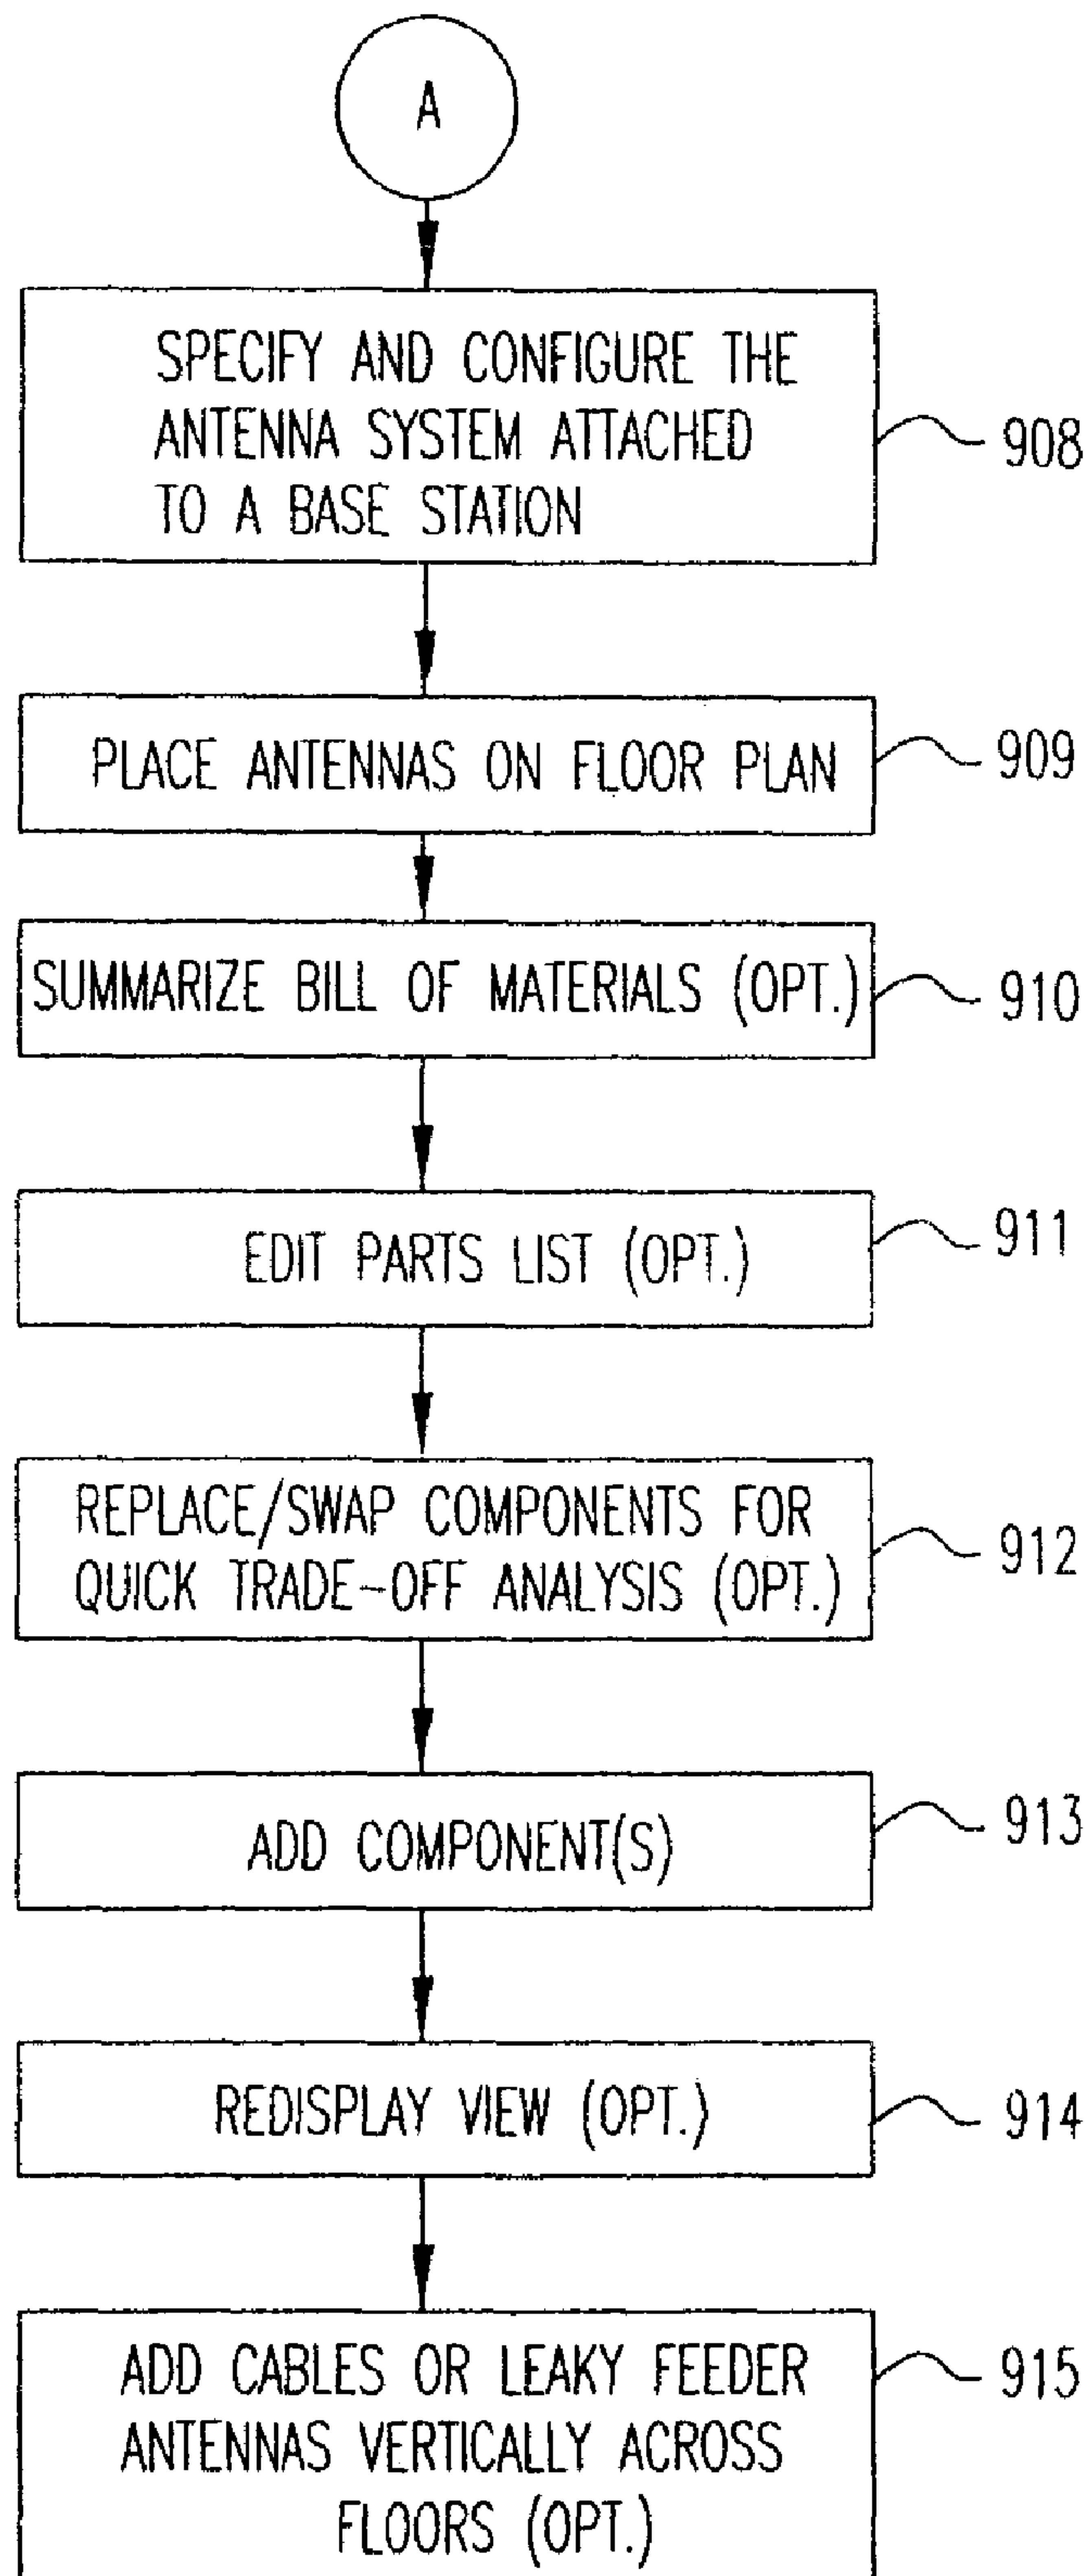 A
SPECIFY AND CONFIGURE THE
ANTENNA SYSTEM ATTACHED
TO A BASE STATION
908
PLACE ANTENNAS ON FLOOR PLAN
909
SUMMARIZE BILL OF MATERIALS (OPT.)
910
EDIT PARTS LIST (OPT.)
911
REPLACE/SWAP COMPONENTS FOR
QUICK TRADE-OFF ANALYSIS (OPT.)
912
ADD COMPONENT(S)
913
REDISPLAY VIEW (OPT.)
914
ADD CABLES OR LEAKY FEEDER
ANTENNAS VERTICALLY ACROSS
FLOORS (OPT.)
915